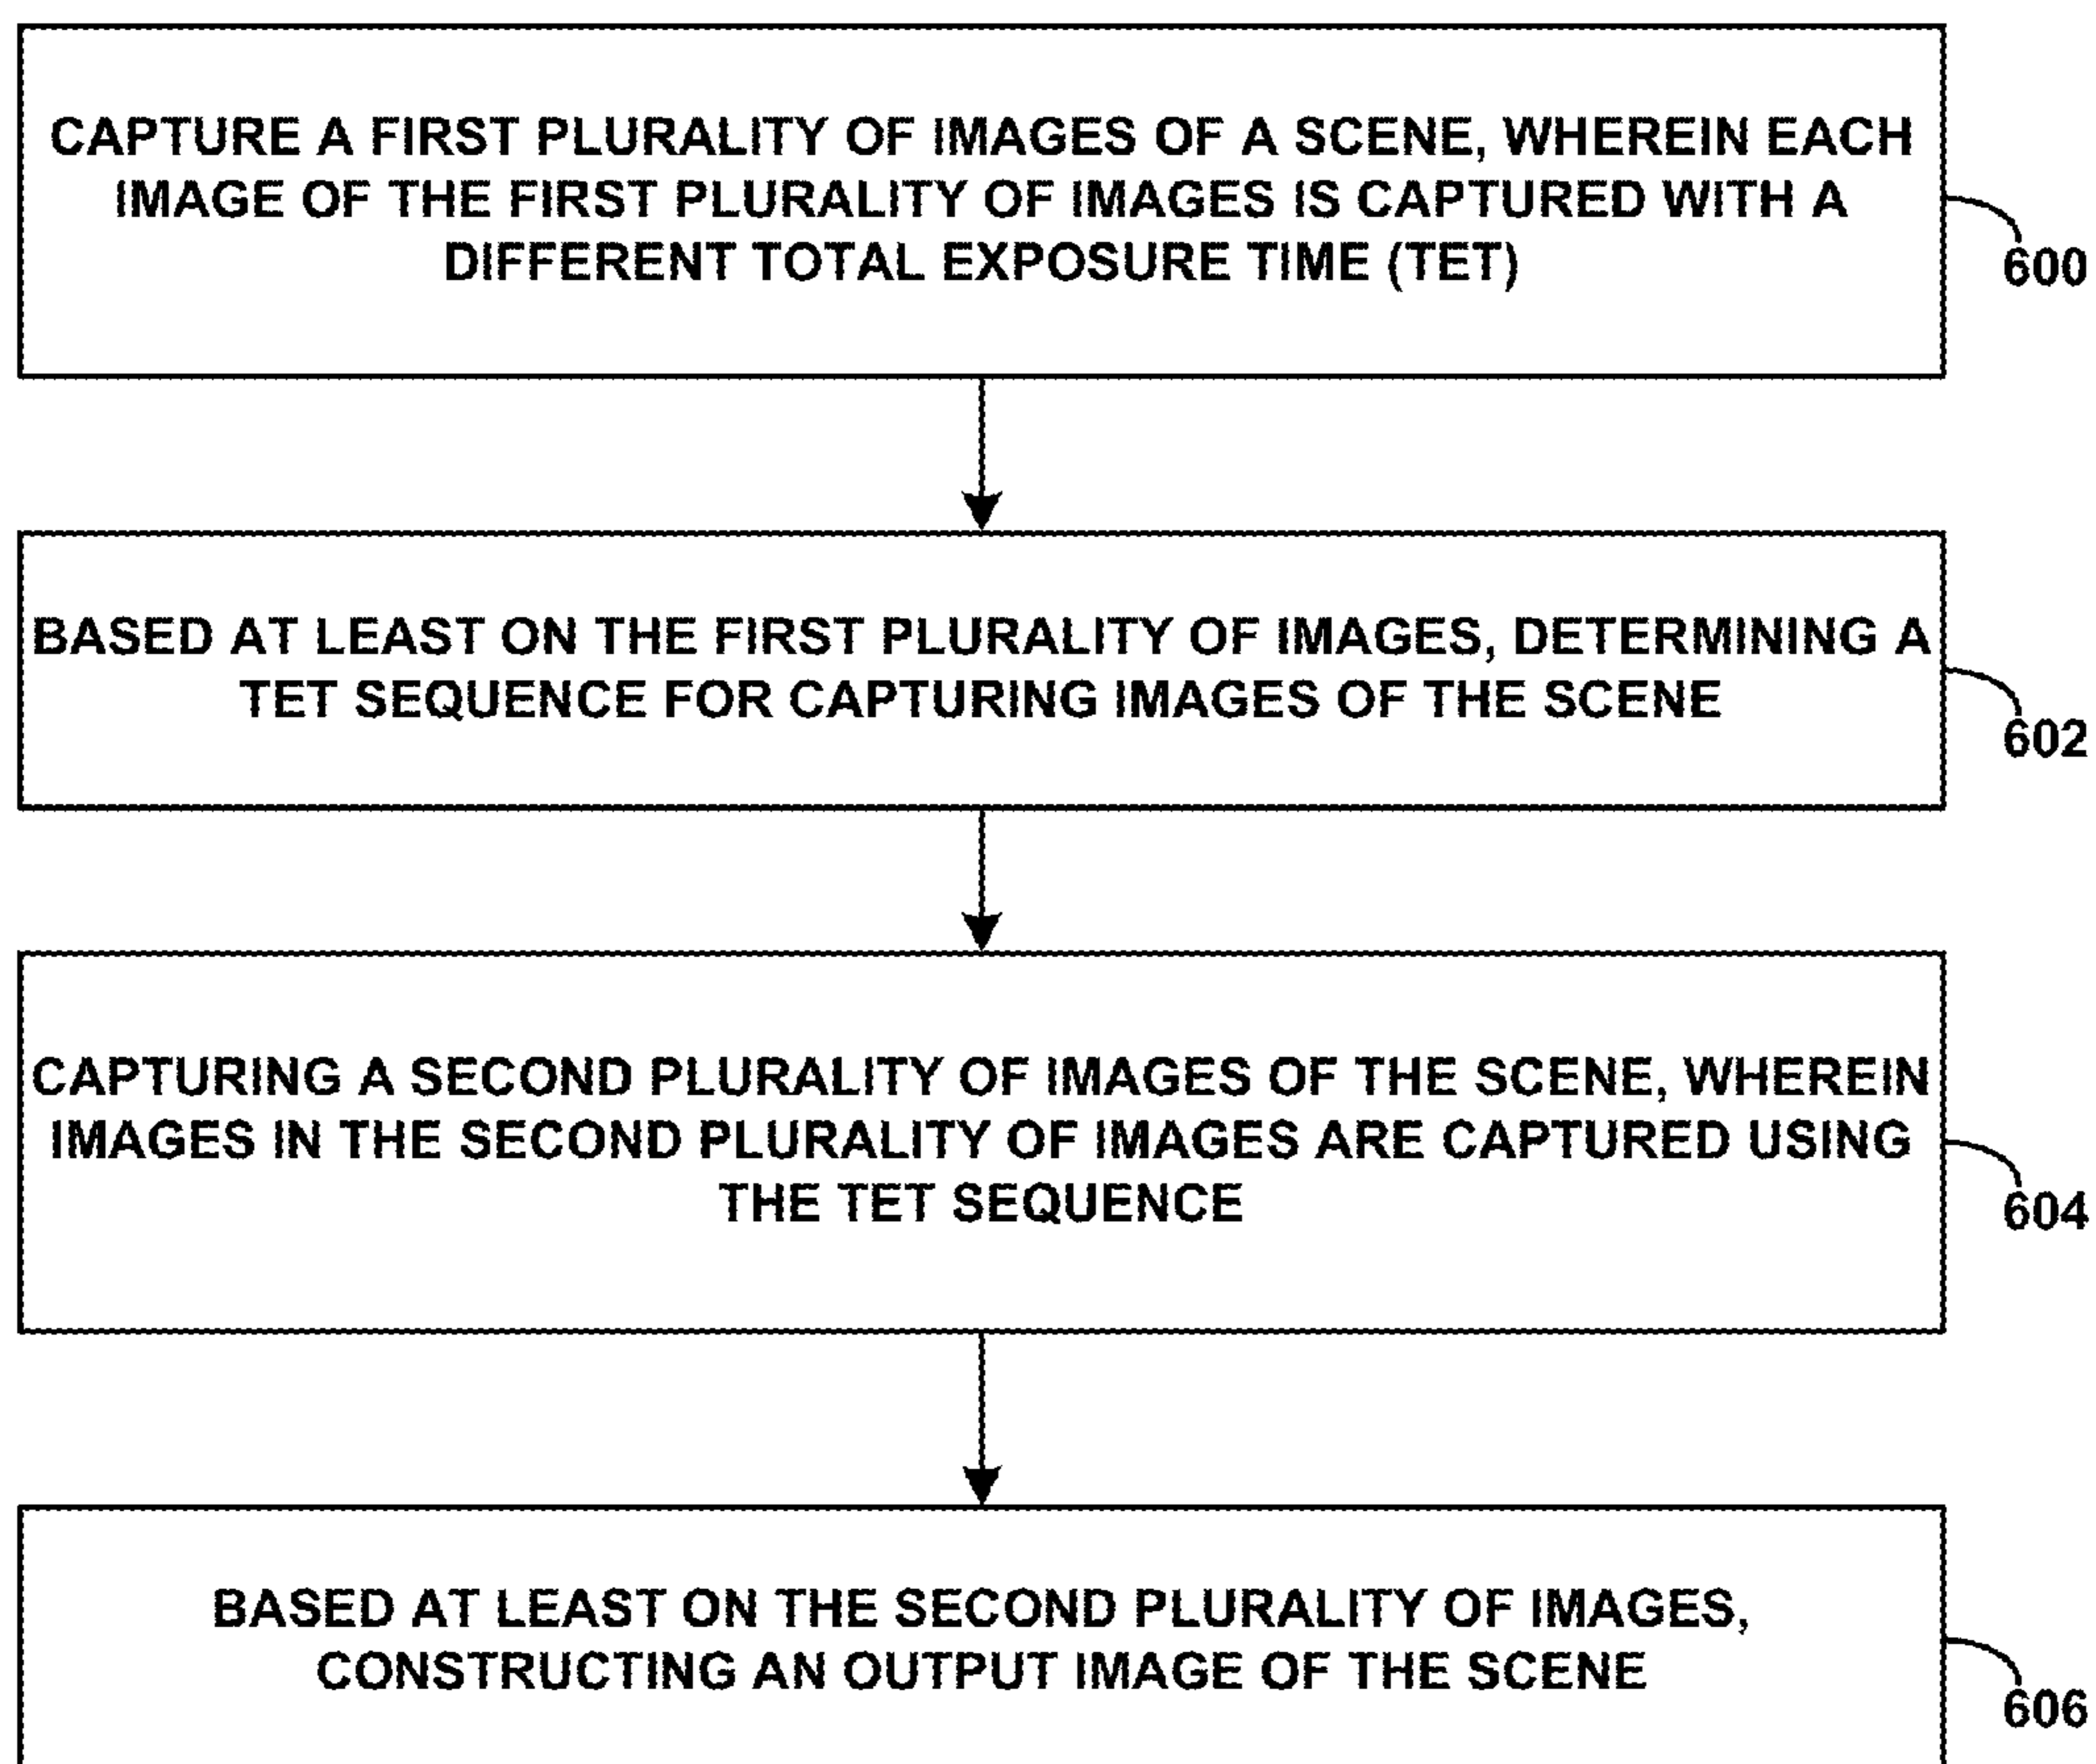 CAPTURE A FIRST PLURALITY OF IMAGES OF A SCENE, WHEREIN EACH
IMAGE OF THE FIRST PLURALITY OF IMAGES IS CAPTURED WITH A
DIFFERENT TOTAL EXPOSURE TIME (TET)
600
BASED AT LEAST ON THE FIRST PLURALITY OF IMAGES, DETERMINING A
TET SEQUENCE FOR CAPTURING IMAGES OF THE SCENE
602
CAPTURING A SECOND PLURALITY OF IMAGES OF THE SCENE, WHEREIN
IMAGES IN THE SECOND PLURALITY OF IMAGES ARE CAPTURED USING
THE TET SEQUENCE
604
BASED AT LEAST ON THE SECOND PLURALITY OF IMAGES,
CONSTRUCTING AN OUTPUT IMAGE OF THE SCENE
606